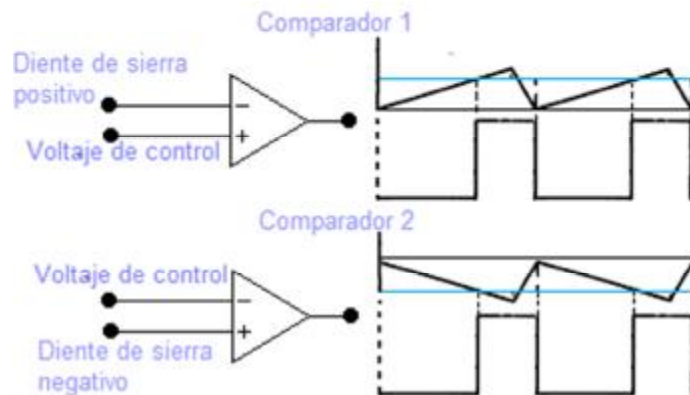 Comparador 1
Diente de sierra
positivo
−
+
Voltaje de control
Comparador 2
Voltaje de control
−
+
Diente de sierra
negativo